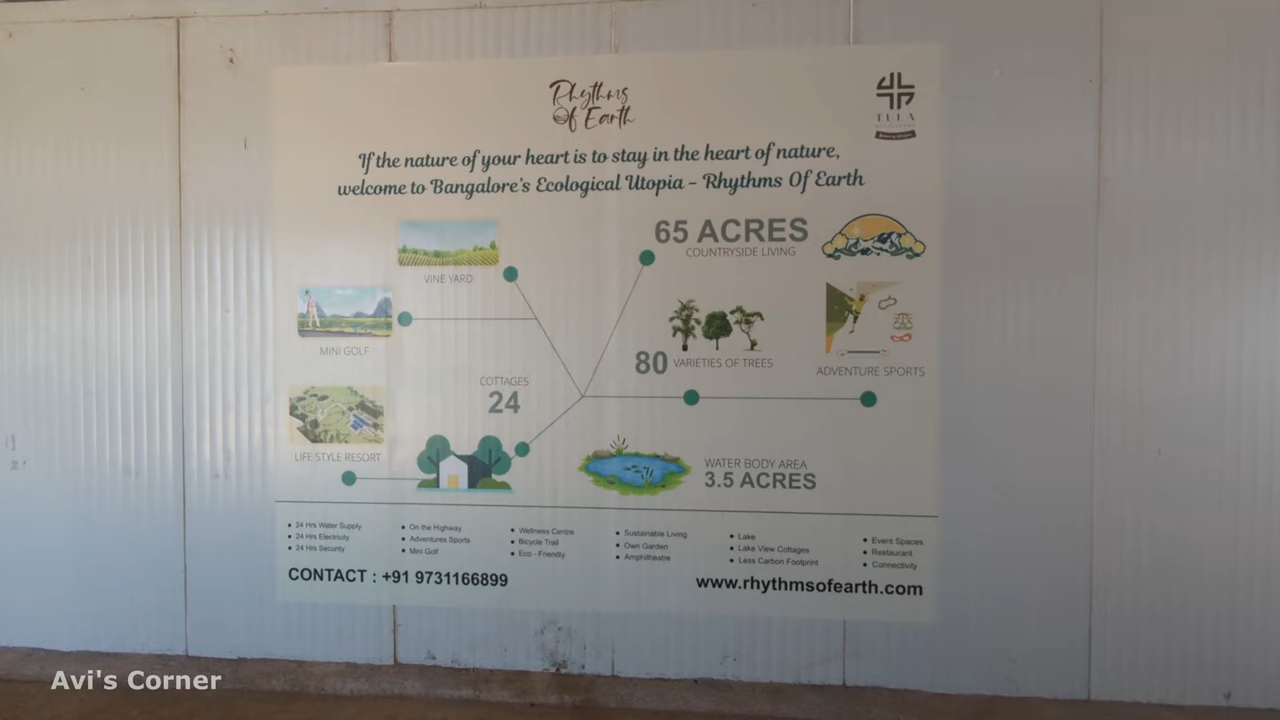 Rhythms
Of Earth
TULA
If the nature of your heart is to stay in the heart of nature,
welcome to Bangalore's Ecological Utopia - Rhythms Of Earth
VINE YARD
65 ACRES
COUNTRYSIDE LIVING
MINI GOLF
80 VARIETIES OF TREES
ADVENTURE SPORTS
COTTAGES
24
LIFE STYLE RESORT
WATER BODY AREA
3.5 ACRES
• 24 Hrs Water Supply
• 24 Hrs Electricity
• 24 Hrs Security
• On the Highway
• Adventures Sports
• Mini Golf
• Wellness Centre
• Bicycle Trail
• Eco - Friendly
• Sustainable Living
• Own Garden
• Amphitheatre
• Lake
• Lake View Cottages
• Less Carbon Footprint
• Event Spaces
• Restaurant
• Connectivity
CONTACT : +91 9731166899
www.rhythmsofearth.com
Avi's Corner